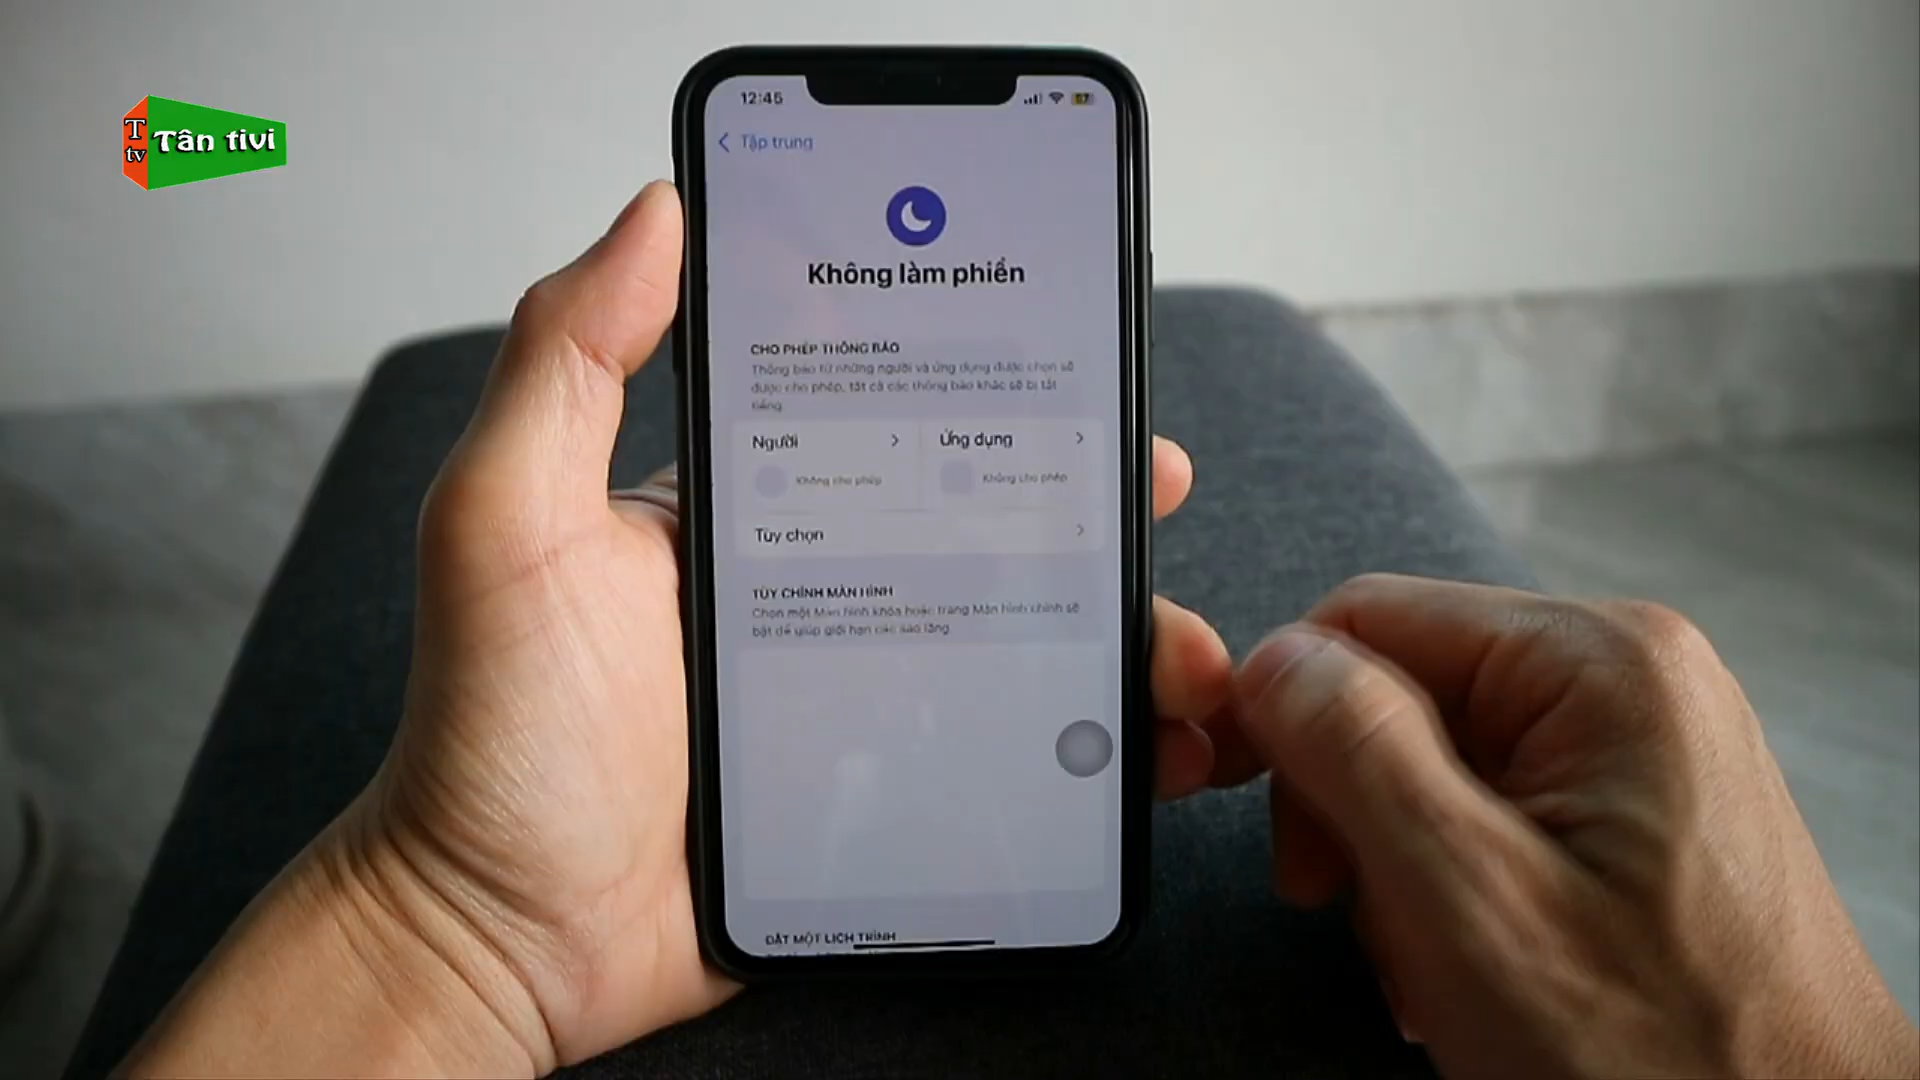 T
tv
Tân tivi
12:45
57
Tập trung
Không làm phiền
CHO PHÉP THÔNG BÁO
Thông báo từ những người và ứng dụng được chọn sẽ
được cho phép, tất cả các thông báo khác sẽ bị tắt
tiếng.
Người
Ứng dụng
Không cho phép
Không cho phép
Tùy chọn
TÙY CHỈNH MÀN HÌNH
Chọn một Màn hình khóa hoặc trang Màn hình chính sẽ
bật để giúp giới hạn các sao lãng.
ĐẶT MỘT LỊCH TRÌNH